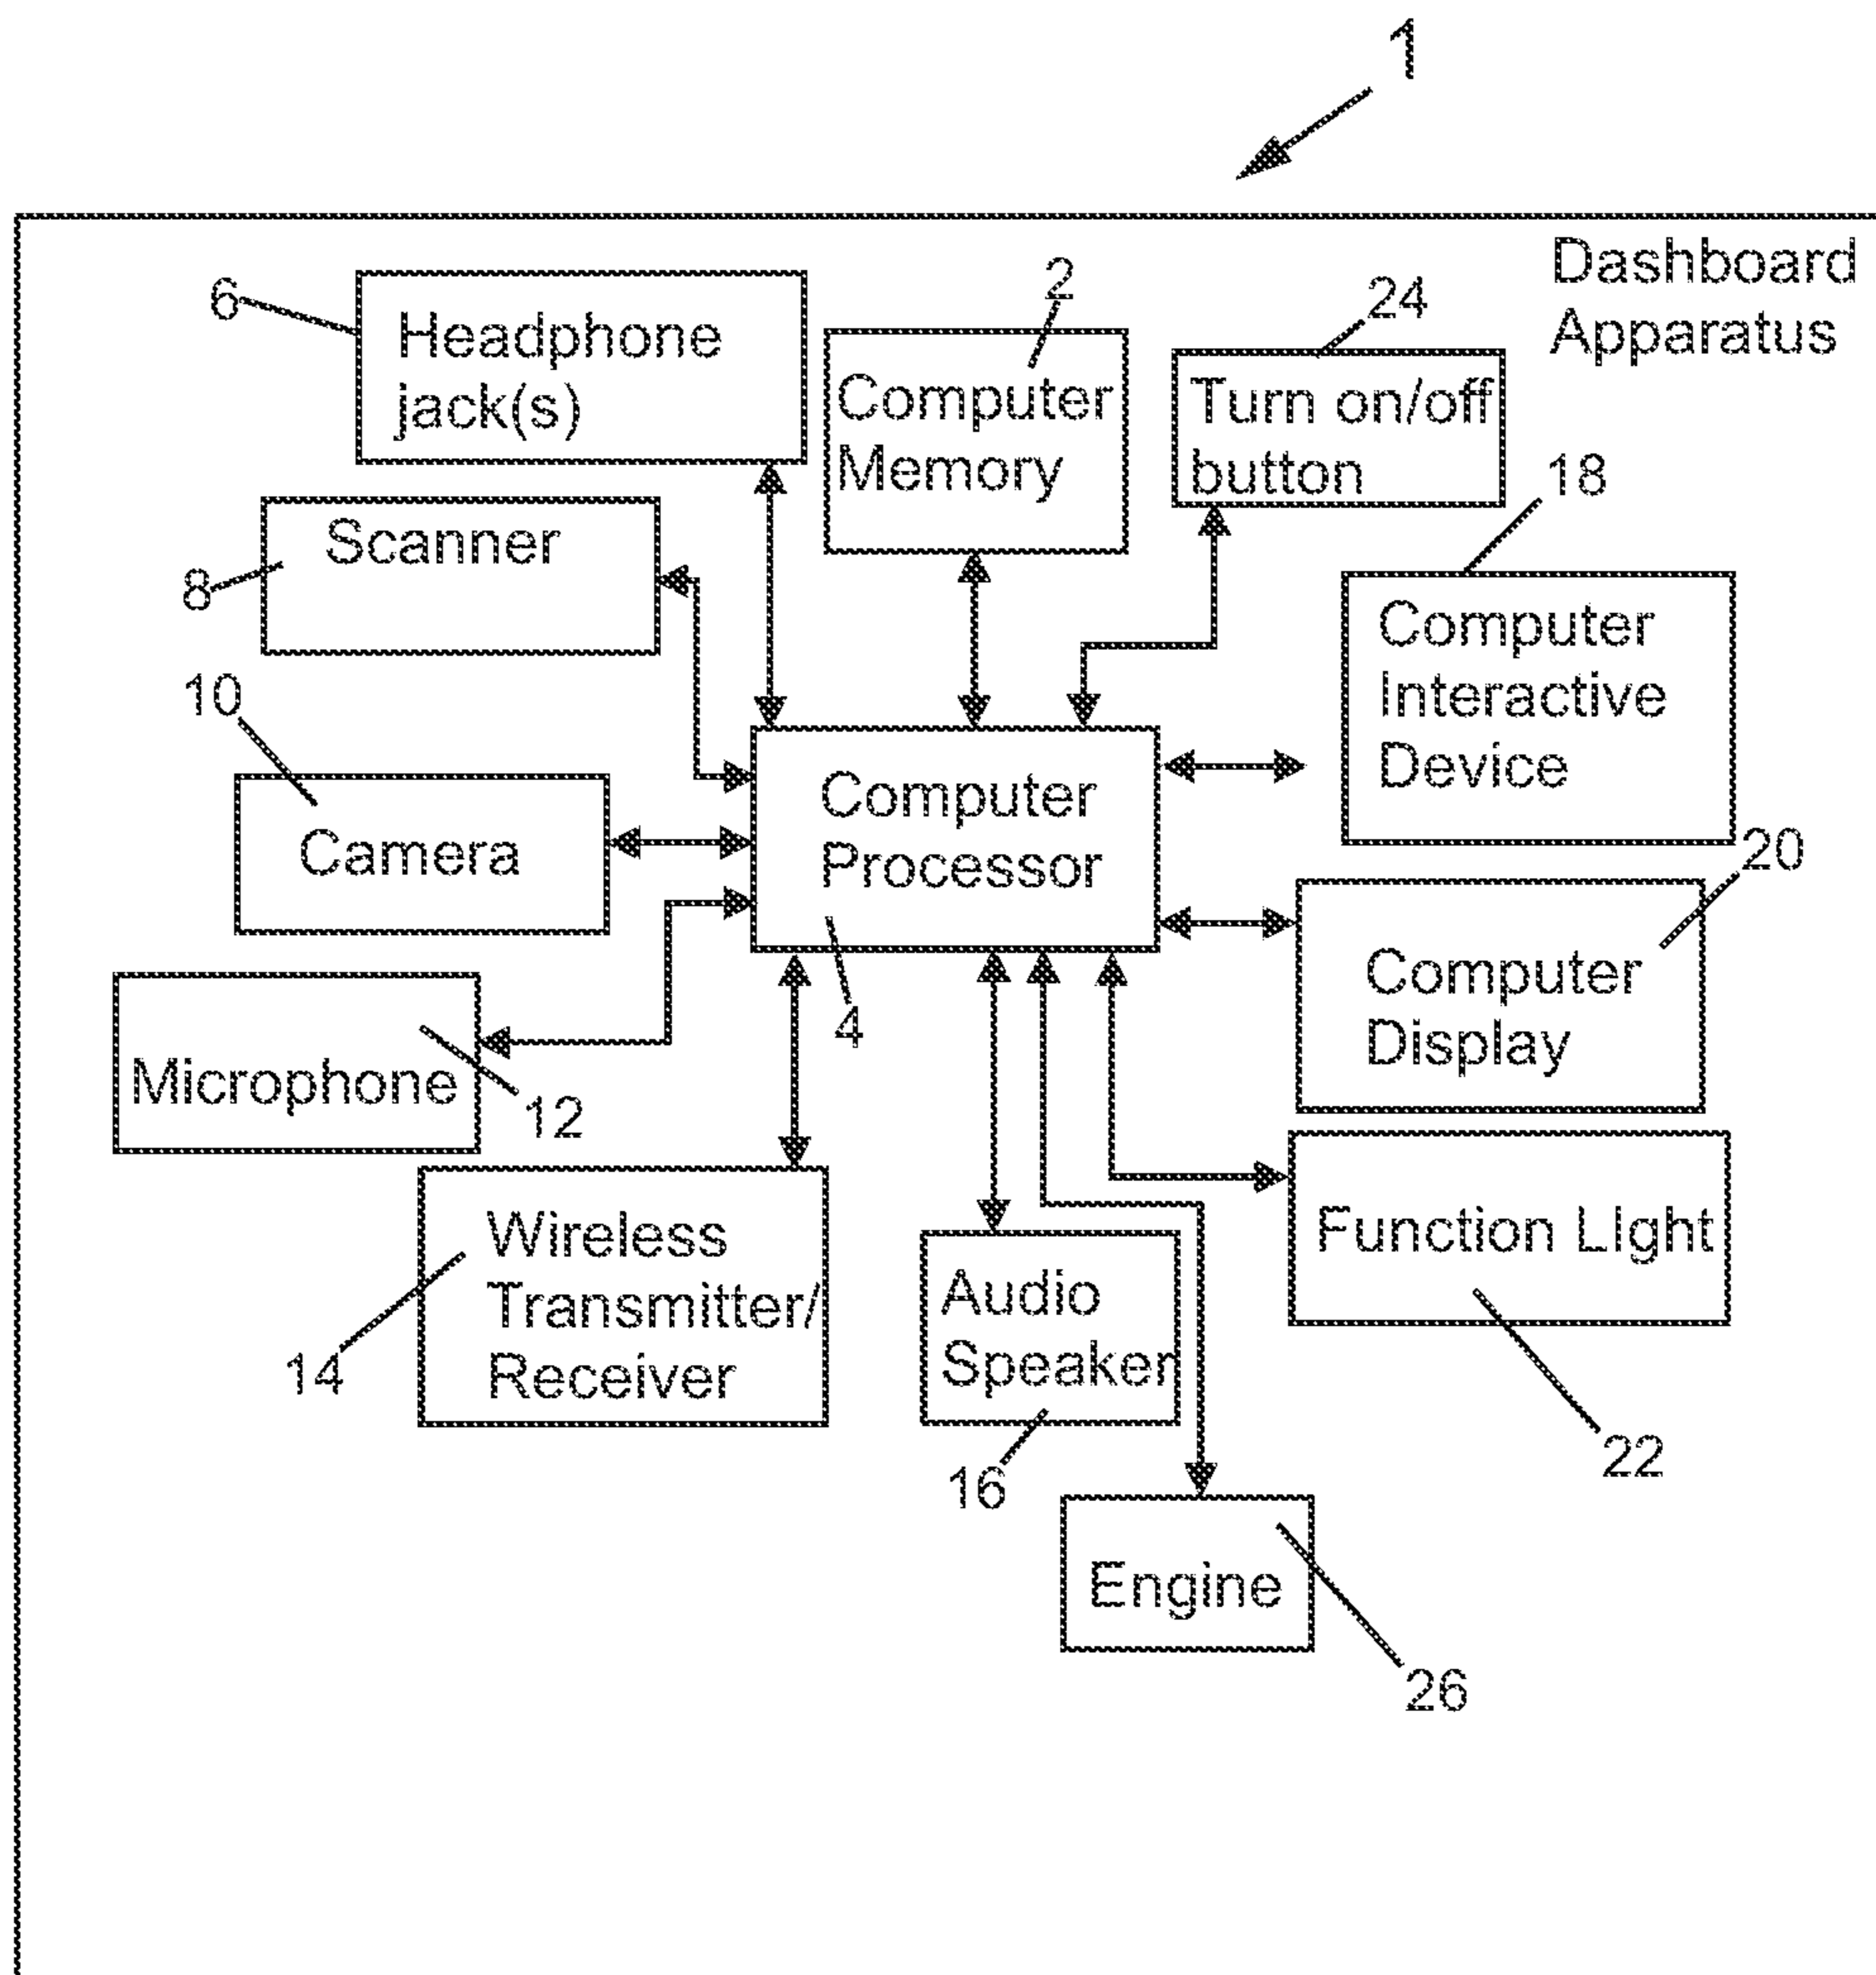 1
Dashboard
Apparatus
6
Headphone
jack(s)
2
Computer
Memory
24
Turn on/off
button
8
Scanner
18
Computer
Interactive
Device
10
Camera
Computer
Processor
4
20
Computer
Display
Microphone
12
14
Wireless
Transmitter/
Receiver
Audio
Speaker
16
Function LIght
22
Engine
26